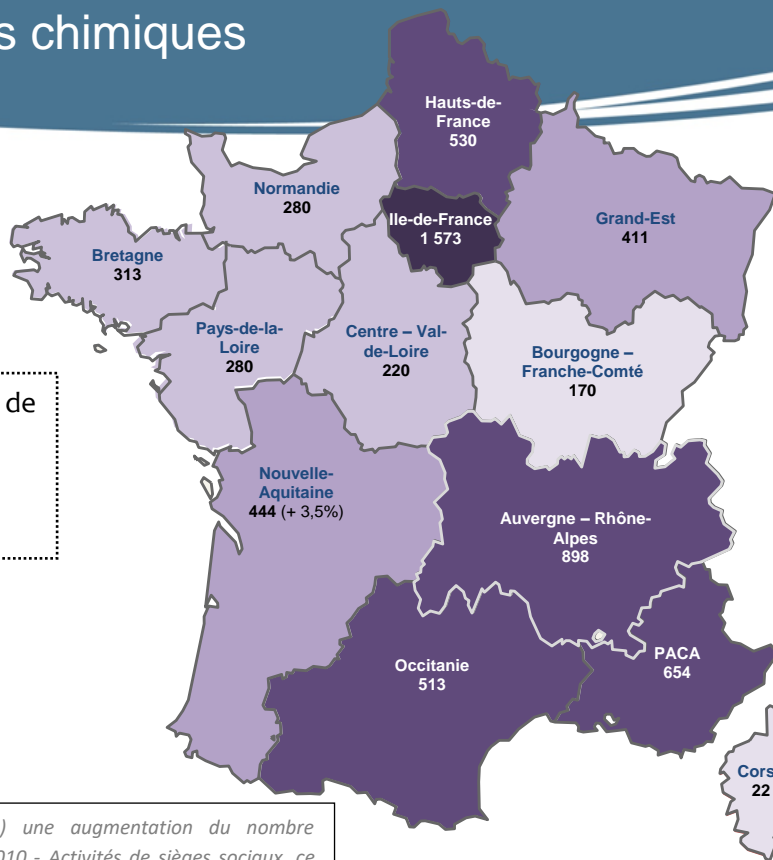 s chimiques
Hauts-de-
France
530
Normandie
280
Ile-de-France
1 573
Grand-Est
411
Bretagne
313
Pays-de-la-
Loire
280
Centre – Val-
de-Loire
220
Bourgogne –
Franche-Comté
170
de
Nouvelle-
Aquitaine
444 (+ 3,5%)
Auvergne – Rhône-
Alpes
898
Occitanie
513
PACA
654
Cors
22
) une augmentation du nombre
010 - Activités de sièges sociaux, ce